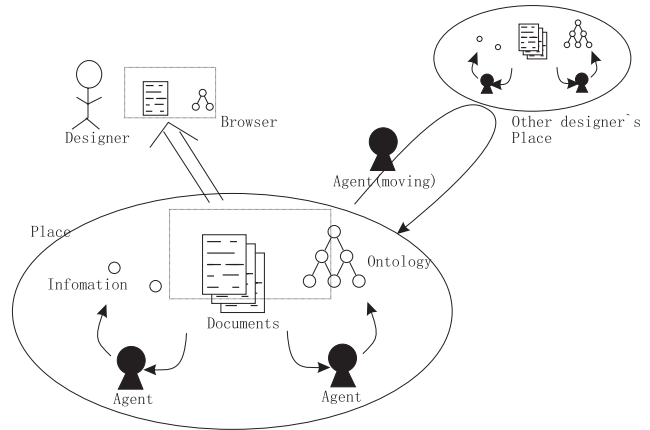 Browser
Designer
Other designer`s
Place
Agent(moving)
Place
Ontology
Infomation
Documents
Agent
Agent